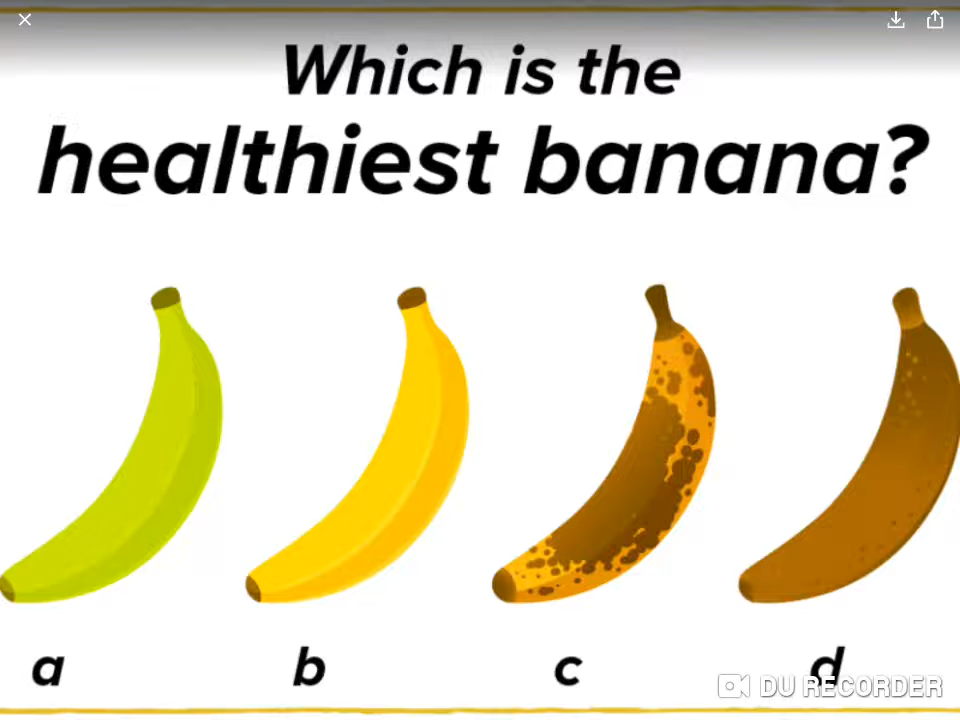 Which is the
healthiest banana?
a b c d
DU RECORDER